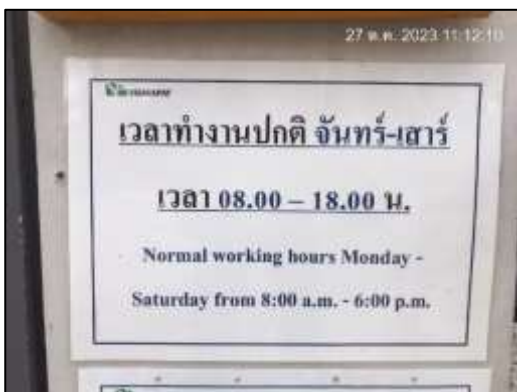 27 ต.ค. 2023 11:12:10
เวลาทำงานปกติ จันทร์-เสาร์
เวลา 08.00 – 18.00 น.
Normal working hours Monday -
Saturday from 8:00 a.m. - 6:00 p.m.